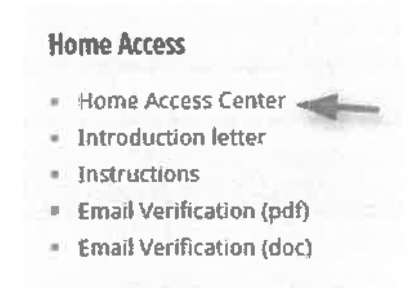 Home Access
Home Access Center
Introduction letter
Instructions
Email Verification (pdf)
Email Verification (doc)